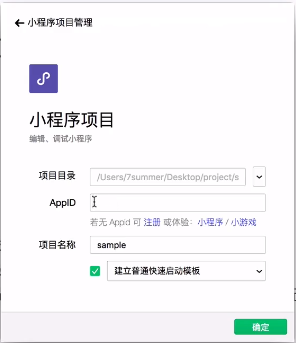 小程序项目管理
小程序项目
编辑、调试小程序
项目目录 /Users/7summer/Desktop/project/s
AppID
若无 Appid 可 注册 或体验: 小程序 / 小游戏
项目名称 sample
建立普通快速启动模板
确定